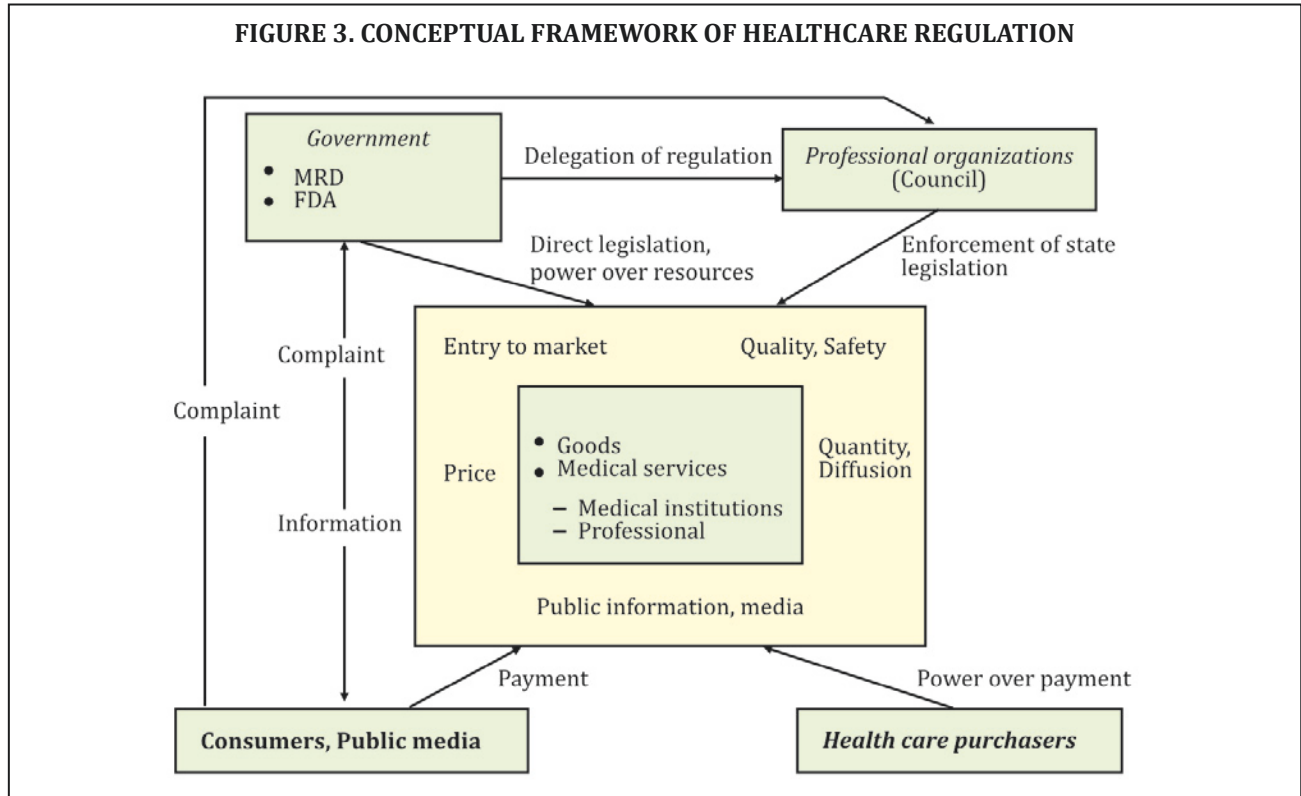 FIGURE 3. CONCEPTUAL FRAMEWORK OF HEALTHCARE REGULATION
Government
• MRD
• FDA
Delegation of regulation
Professional organizations
(Council)
Direct legislation,
power over resources
Enforcement of state
legislation
Complaint
Complaint
Information
Entry to market
Quality, Safety
Price
• Goods
• Medical services
– Medical institutions
– Professional
Quantity,
Diffusion
Public information, media
Payment
Power over payment
Consumers, Public media
Health care purchasers